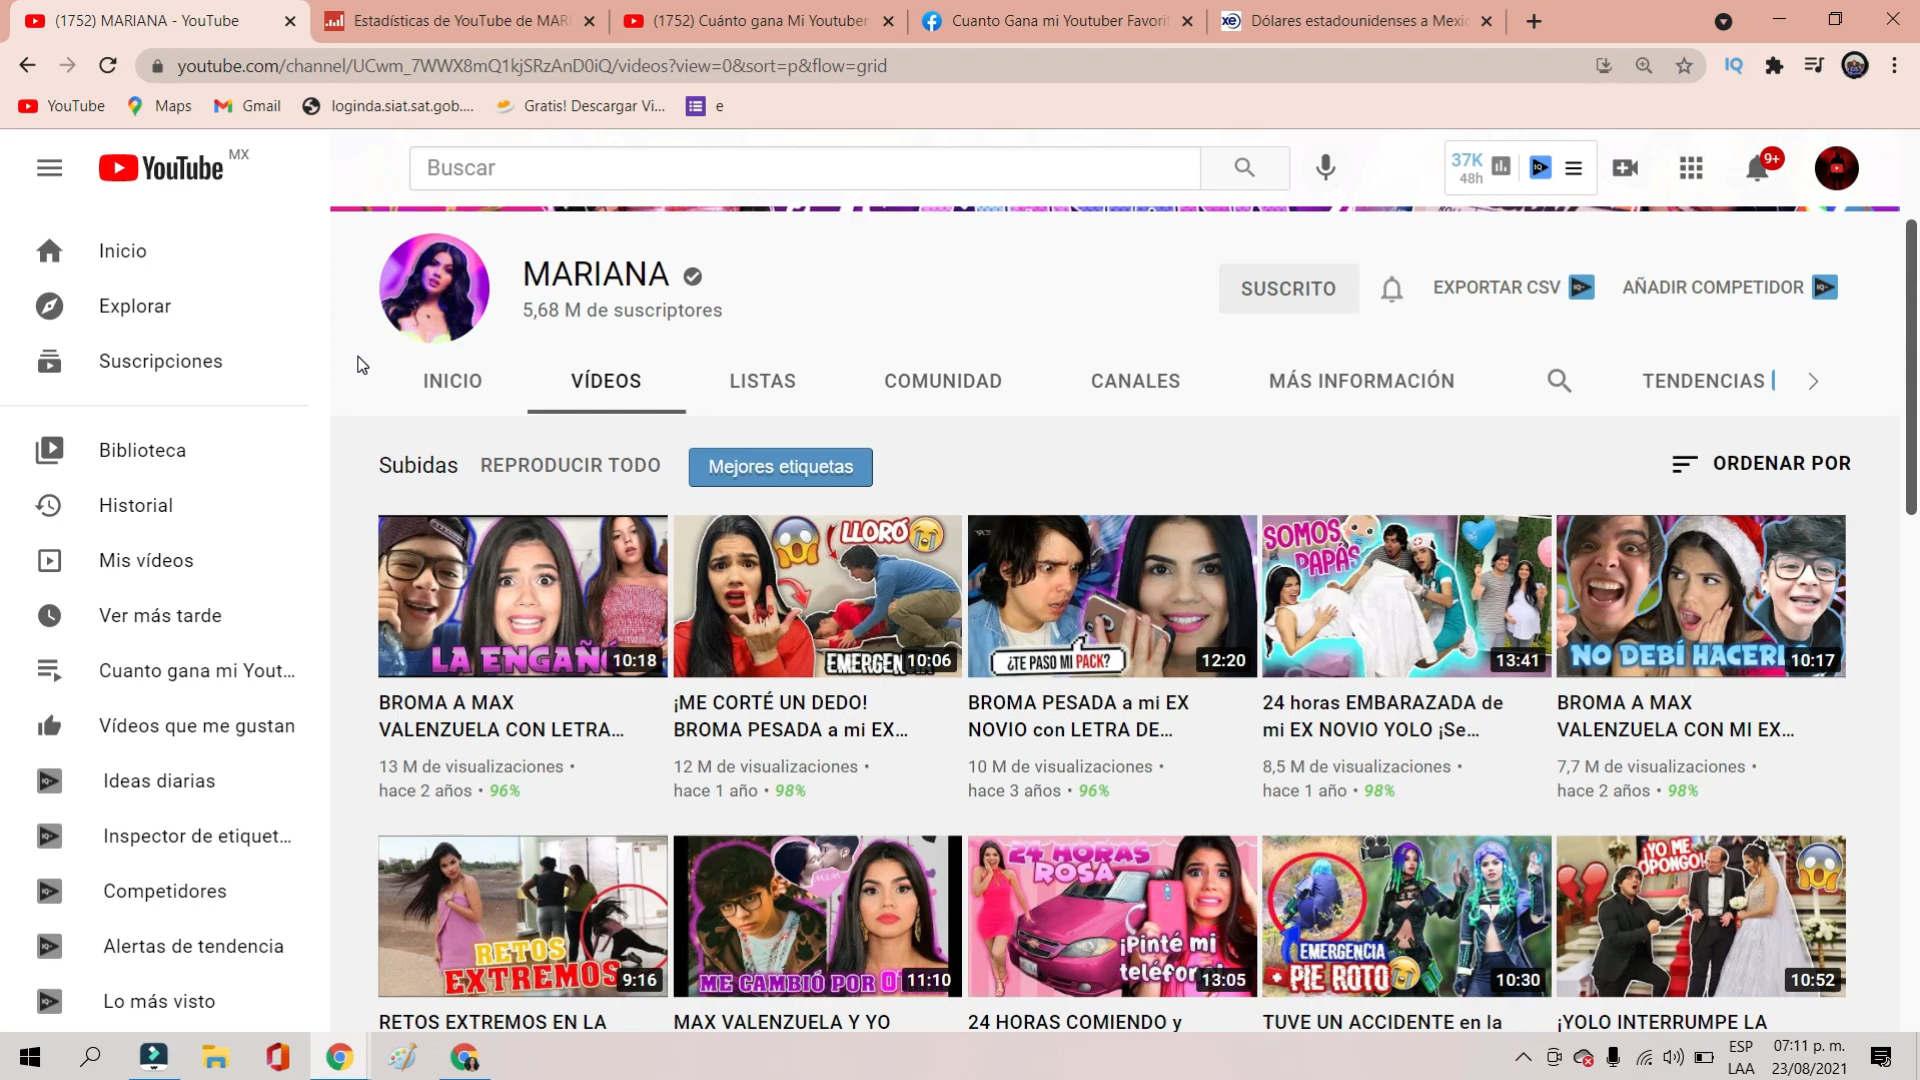 (1752) MARIANA - YouTube
Estadísticas de YouTube de MARI
(1752) Cuánto gana Mi Youtuber
Cuanto Gana mi Youtuber Favorit
Dólares estadounidenses a Mexic
youtube.com/channel/UCwm_7WWX8mQ1kjSRzAnD0iQ/videos?view=0&sort=p&flow=grid
YouTube
Maps
Gmail
loginda.siat.sat.gob....
Gratis! Descargar Vi...
e
YouTube MX
Buscar
37K
48h
9+
Inicio
Explorar
Suscripciones
Biblioteca
Historial
Mis vídeos
Ver más tarde
Cuanto gana mi Yout...
Vídeos que me gustan
Ideas diarias
Inspector de etiquet...
Competidores
Alertas de tendencia
Lo más visto
MARIANA
5,68 M de suscriptores
SUSCRITO
EXPORTAR CSV
AÑADIR COMPETIDOR
INICIO
VÍDEOS
LISTAS
COMUNIDAD
CANALES
MÁS INFORMACIÓN
TENDENCIAS
Subidas
REPRODUCIR TODO
Mejores etiquetas
ORDENAR POR
LA ENGAÑ
10:18
LLORÓ
EMERGEN
10:06
¿TE PASO MI PACK?
12:20
SOMOS
PAPÁS
13:41
NO DEBÍ HACERL
10:17
BROMA A MAX
VALENZUELA CON LETRA...
13 M de visualizaciones •
hace 2 años • 96%
¡ME CORTÉ UN DEDO!
BROMA PESADA a mi EX...
12 M de visualizaciones •
hace 1 año • 98%
BROMA PESADA a mi EX
NOVIO con LETRA DE...
10 M de visualizaciones •
hace 3 años • 96%
24 horas EMBARAZADA de
mi EX NOVIO YOLO ¡Se...
8,5 M de visualizaciones •
hace 1 año • 98%
BROMA A MAX
VALENZUELA CON MI EX...
7,7 M de visualizaciones •
hace 2 años • 98%
RETOS
EXTREMOS
9:16
ME CAMBIÓ POR
11:10
24 HORAS
ROSA
¡Pinté mi
teléfor
13:05
EMERGENCIA
PIE ROTO
10:30
¡YO ME
OPONGO!
10:52
RETOS EXTREMOS EN LA
MAX VALENZUELA Y YO
24 HORAS COMIENDO y
TUVE UN ACCIDENTE en la
¡YOLO INTERRUMPE LA
ESP
LAA
07:11 p. m.
23/08/2021